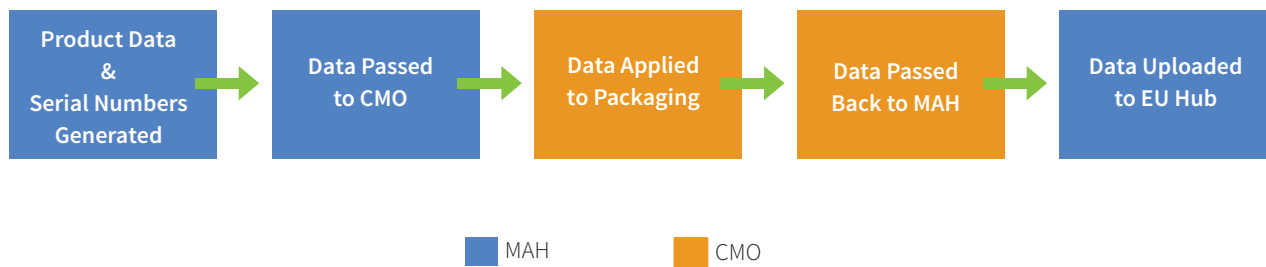 Product Data
&
Serial Numbers
Generated
Data Passed
to CMO
Data Applied
to Packaging
Data Passed
Back to MAH
Data Uploaded
to EU Hub
MAH
CMO